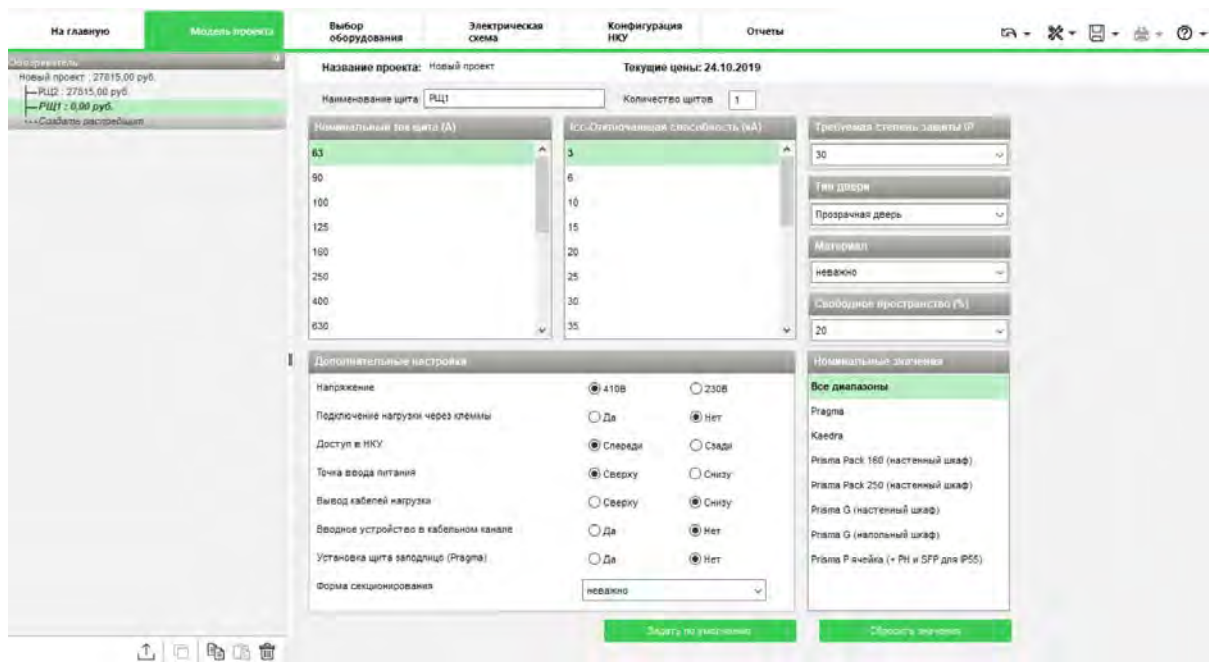 На главную
Модель проекта
Выбор оборудования
Электрическая схема
Конфигурация НКУ
Отчеты
Обозреватель
Новый проект : 27815,00 руб.
РЩ2 : 27815,00 руб.
РЩ1 : 0,00 руб.
Создать распредщит
Название проекта: Новый проект
Текущие цены: 24.10.2019
Наименование щита РЩ1
Количество щитов 1
Номинальный ток щита (А)
63
90
100
125
160
250
400
630
Icc-Отключающая способность (кА)
3
6
10
15
20
25
30
35
Требуемая степень защиты IP
30
Тип двери
Прозрачная дверь
Материал
неважно
Свободное пространство (%)
20
Дополнительные настройки
Напряжение 410В 230В
Подключение нагрузки через клеммы Да Нет
Доступ в НКУ Спереди Сзади
Точка ввода питания Сверху Снизу
Вывод кабелей нагрузка Сверху Снизу
Вводное устройство в кабельном канале Да Нет
Установка щита заподлицо (Pragma) Да Нет
Форма секционирования неважно
Номинальные значения
Все диапазоны
Pragma
Kaedra
Prisma Pack 160 (настенный шкаф)
Prisma Pack 250 (настенный шкаф)
Prisma G (настенный шкаф)
Prisma G (напольный шкаф)
Prisma P ячейка (+ PH и SFP для IP55)
Задать по умолчанию
Сбросить значения